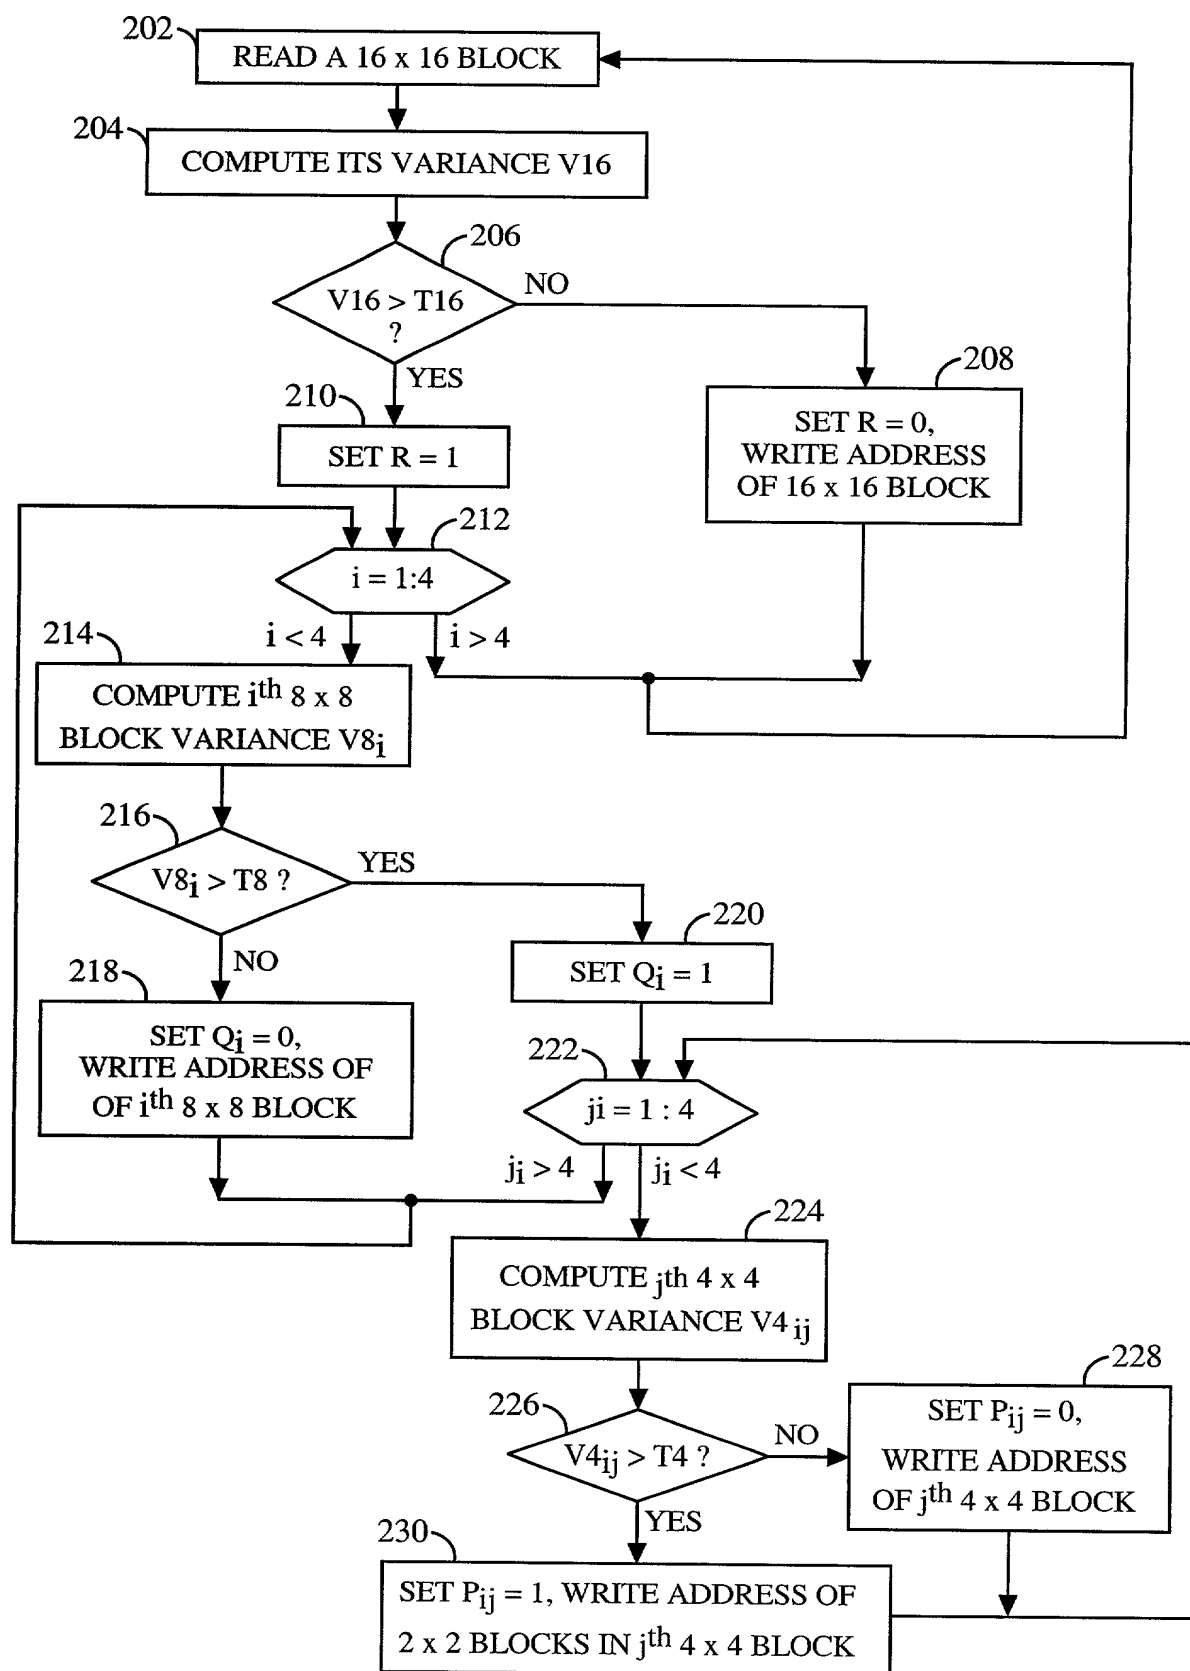 202
READ A 16 x 16 BLOCK
204
COMPUTE ITS VARIANCE V16
206
V16 > T16
?
NO
YES
208
SET R = 0,
WRITE ADDRESS
OF 16 x 16 BLOCK
210
SET R = 1
212
i = 1:4
i < 4
i > 4
214
COMPUTE ith 8 x 8
BLOCK VARIANCE V8i
216
V8i > T8 ?
YES
NO
218
SET Qi = 0,
WRITE ADDRESS OF
OF ith 8 x 8 BLOCK
220
SET Qi = 1
222
ji = 1 : 4
ji > 4
ji < 4
224
COMPUTE jth 4 x 4
BLOCK VARIANCE V4 ij
226
V4ij > T4 ?
NO
YES
228
SET Pij = 0,
WRITE ADDRESS
OF jth 4 x 4 BLOCK
230
SET Pij = 1, WRITE ADDRESS OF
2 x 2 BLOCKS IN jth 4 x 4 BLOCK